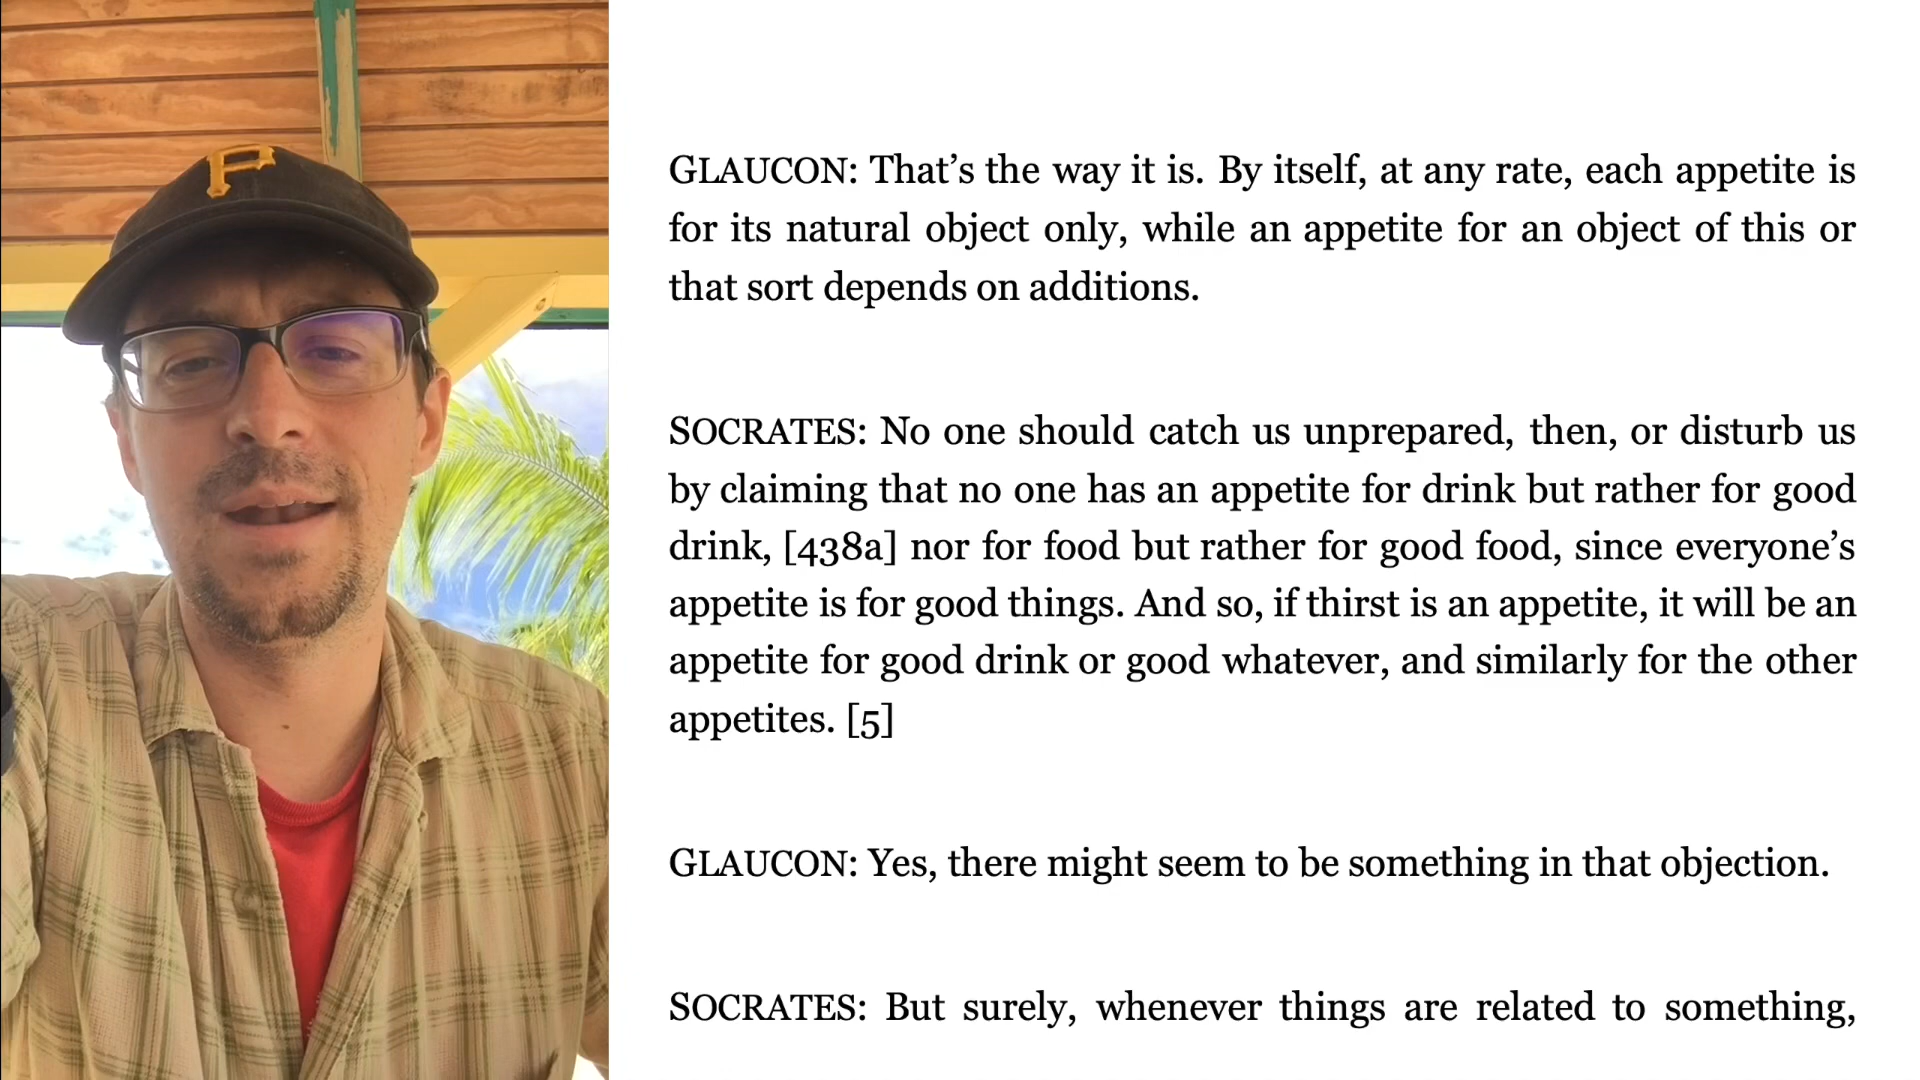 P
GLAUCON: That’s the way it is. By itself, at any rate, each appetite is
for its natural object only, while an appetite for an object of this or
that sort depends on additions.
SOCRATES: No one should catch us unprepared, then, or disturb us
by claiming that no one has an appetite for drink but rather for good
drink, [438a] nor for food but rather for good food, since everyone’s
appetite is for good things. And so, if thirst is an appetite, it will be an
appetite for good drink or good whatever, and similarly for the other
appetites. [5]
GLAUCON: Yes, there might seem to be something in that objection.
SOCRATES: But surely, whenever things are related to something,